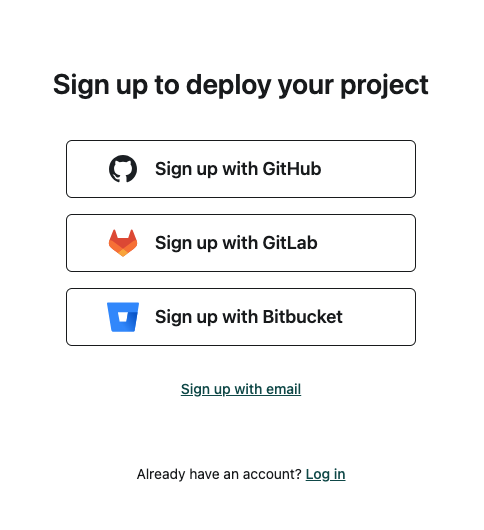 Sign up to deploy your project
Sign up with GitHub
Sign up with GitLab
Sign up with Bitbucket
Sign up with email
Already have an account? Log in